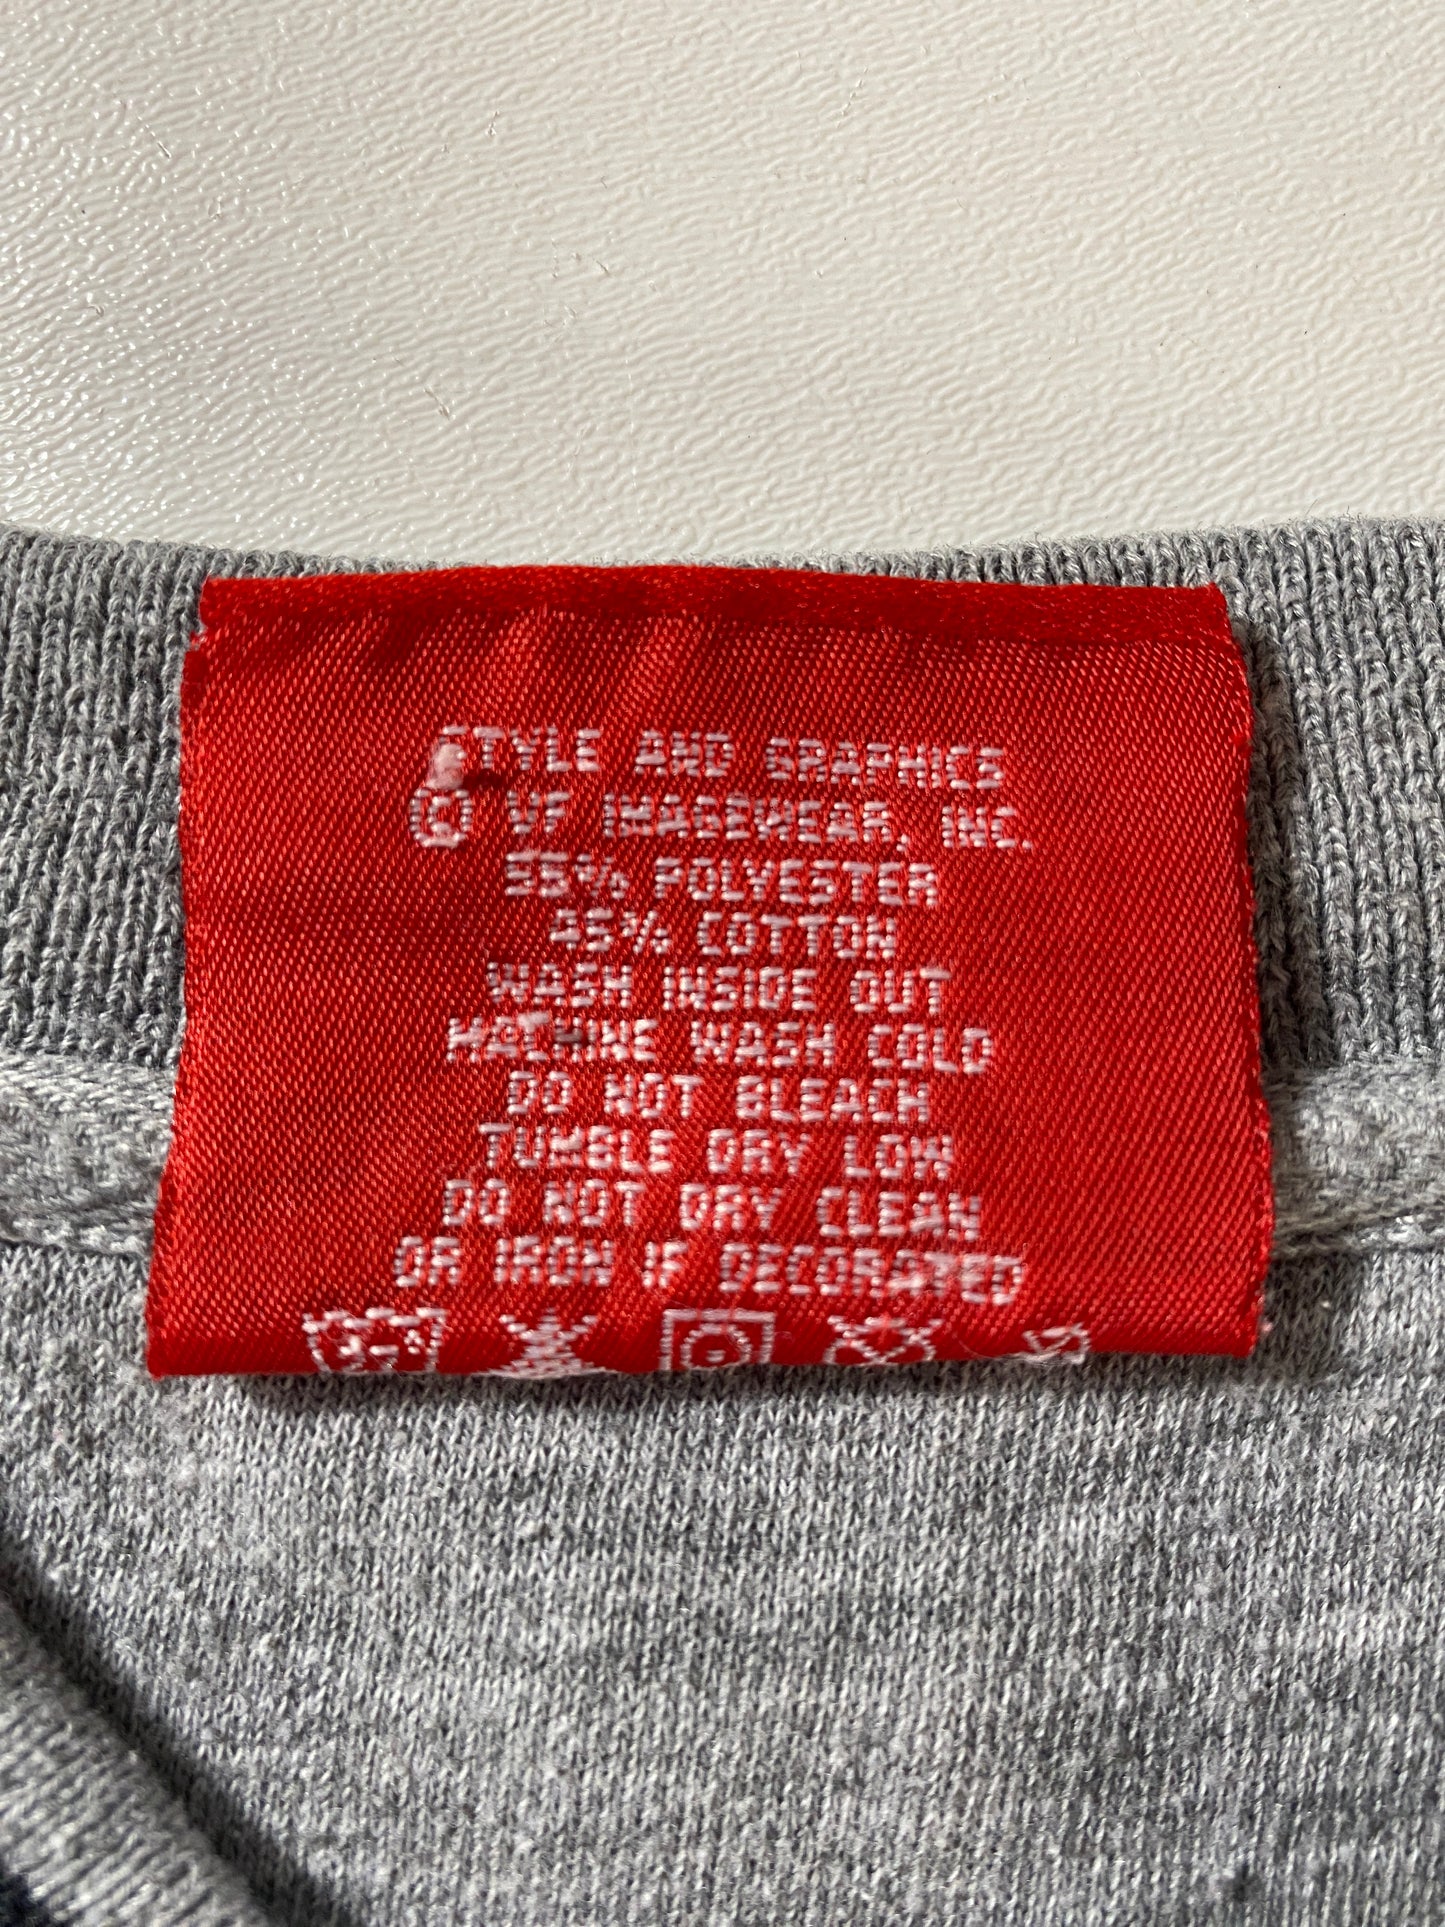 STYLE AND GRAPHICS
© VF IMAGEWEAR, INC.
55% POLYESTER
45% COTTON
WASH INSIDE OUT
MACHINE WASH COLD
DO NOT BLEACH
TUMBLE DRY LOW
DO NOT DRY CLEAN
OR IRON IF DECORATED